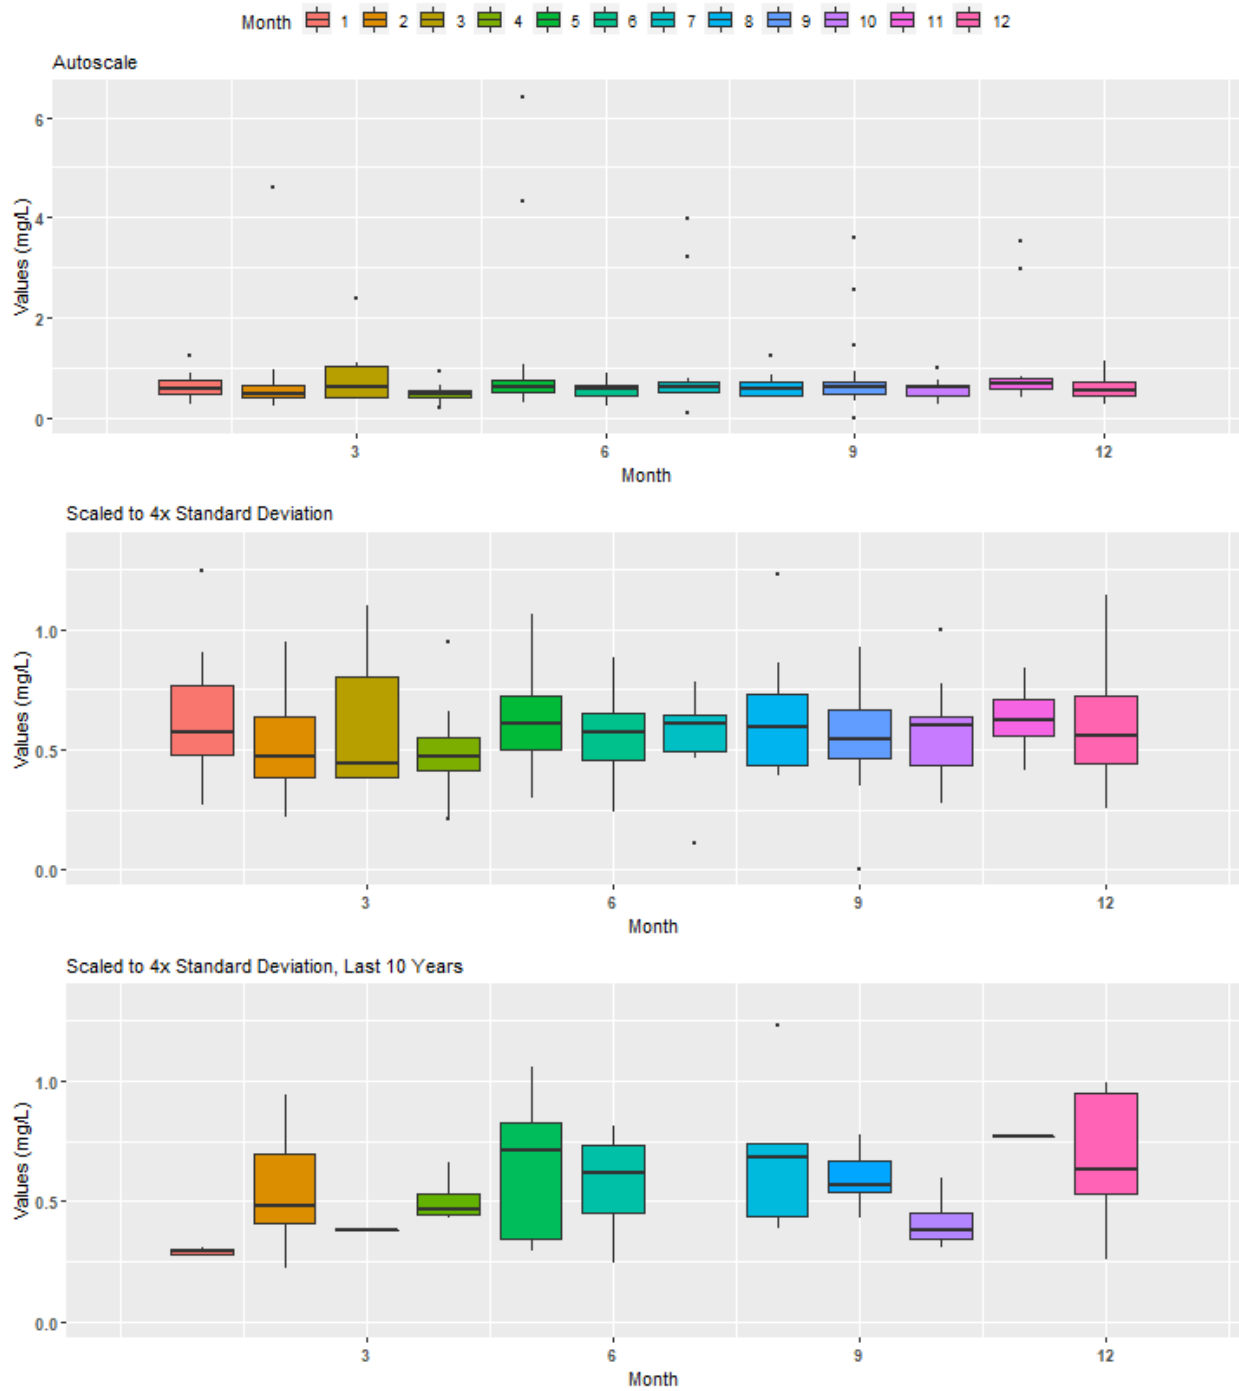 Month 1 2 3 4 5 6 7 8 9 10 11 12
Autoscale
Values (mg/L)
6
4
2
0
3 6 9 12
Month
Scaled to 4x Standard Deviation
Values (mg/L)
1.0
0.5
0.0
3 6 9 12
Month
Scaled to 4x Standard Deviation, Last 10 Years
Values (mg/L)
1.0
0.5
0.0
3 6 9 12
Month